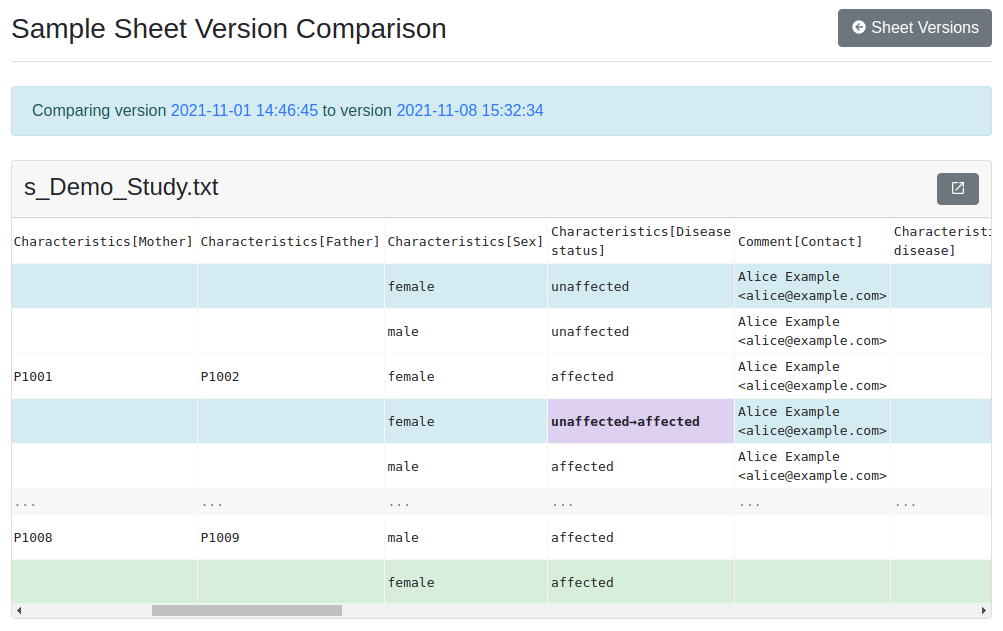 Sample Sheet Version Comparison
Sheet Versions
Comparing version 2021-11-01 14:46:45 to version 2021-11-08 15:32:34
s_Demo_Study.txt
Characteristics[Mother] Characteristics[Father] Characteristics[Sex] Characteristics[Disease status] Comment[Contact] Characteristi disease]
female unaffected Alice Example <alice@example.com>
male unaffected Alice Example <alice@example.com>
P1001 P1002 female affected Alice Example <alice@example.com>
female unaffected→affected Alice Example <alice@example.com>
male affected Alice Example <alice@example.com>
... ... ... ... ... ...
P1008 P1009 male affected
female affected